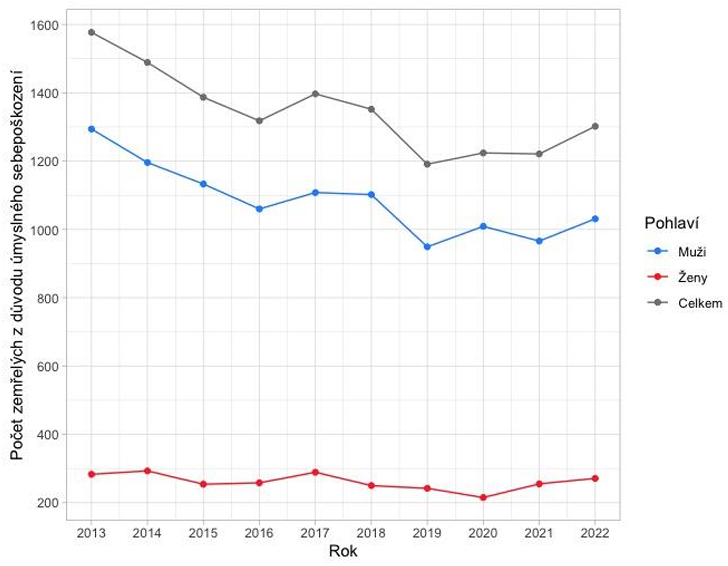 Počet zemřelých z důvodu úmyslného sebepoškození
1600
1400
1200
1000
800
600
400
200
2013 2014 2015 2016 2017 2018 2019 2020 2021 2022
Rok
Pohlaví
Muži
Ženy
Celkem